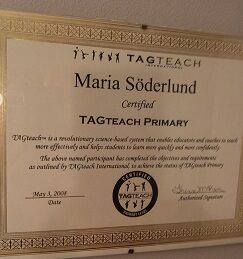 TAGTEACH
INTERNATIONAL
Maria Söderlund
Certified
TAGTEACH PRIMARY
TAGteach™ is a revolutionary science-based system that enables educators and coaches to teach
more effectively and helps students to learn more quickly and more confidently.
The above named participant has completed the objectives and requirements
as outlined by TAGteach International, to achieve the status of TAGteach Primary
CERTIFIED
TAGTEACH
PRIMARY LEVEL
May 3, 2008
Date
Authorized Signature